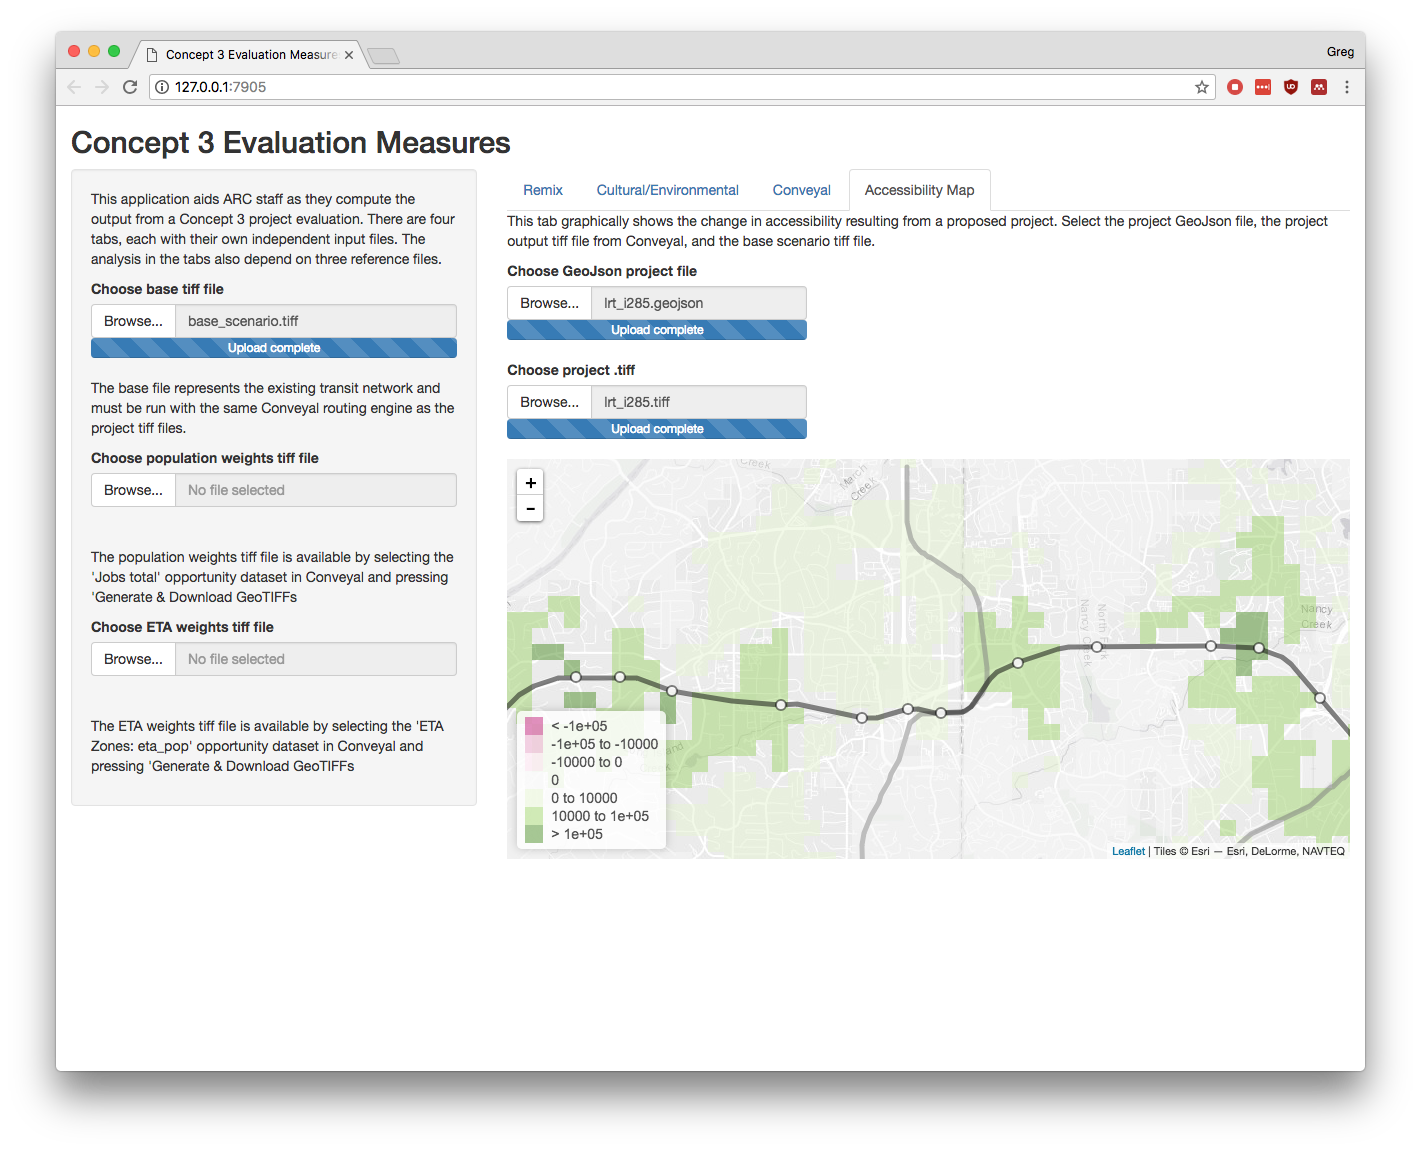 Concept 3 Evaluation Measure
Greg
127.0.0.1:7905
Concept 3 Evaluation Measures
This application aids ARC staff as they compute the
output from a Concept 3 project evaluation. There are four
tabs, each with their own independent input files. The
analysis in the tabs also depend on three reference files.
Choose base tiff file
Browse... base_scenario.tiff
Upload complete
The base file represents the existing transit network and
must be run with the same Conveyal routing engine as the
project tiff files.
Choose population weights tiff file
Browse... No file selected
The population weights tiff file is available by selecting the
'Jobs total' opportunity dataset in Conveyal and pressing
'Generate & Download GeoTIFFs
Choose ETA weights tiff file
Browse... No file selected
The ETA weights tiff file is available by selecting the 'ETA
Zones: eta_pop' opportunity dataset in Conveyal and
pressing 'Generate & Download GeoTIFFs
Remix Cultural/Environmental Conveyal Accessibility Map
This tab graphically shows the change in accessibility resulting from a proposed project. Select the project GeoJson file, the project
output tiff file from Conveyal, and the base scenario tiff file.
Choose GeoJson project file
Browse... lrt_i285.geojson
Upload complete
Choose project .tiff
Browse... lrt_i285.tiff
Upload complete
+
-
Creek
March
Creek
Nancy Creek
North Fork
Nancy
Creek
< -1e+05
-1e+05 to -10000
-10000 to 0
0
0 to 10000
10000 to 1e+05
> 1e+05
Leaflet | Tiles © Esri — Esri, DeLorme, NAVTEQ